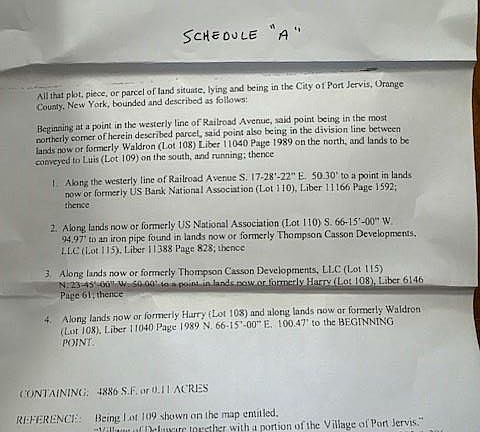 SCHEDULE "A"
All that plot, piece, or parcel of land situate, lying and being in the City of Port Jervis, Orange
County, New York, bounded and described as follows:
Beginning at a point in the westerly line of Railroad Avenue, said point being in the most
northerly corner of herein described parcel, said point also being in the division line between
lands now or formerly Waldron (Lot 108) Liber 11040 Page 1989 on the north, and lands to be
conveyed to Luis (Lot 109) on the south, and running; thence
1. Along the westerly line of Railroad Avenue S. 17-28'-22" E. 50.30' to a point in lands
now or formerly US Bank National Association (Lot 110), Liber 11166 Page 1592;
thence
2. Along lands now or formerly US National Association (Lot 110) S. 66-15'-00" W.
94.97' to an iron pipe found in lands now or formerly Thompson Casson Developments,
LLC (Lot 115), Liber 11388 Page 828; thence
3. Along lands now or formerly Thompson Casson Developments, LLC (Lot 115)
N. 23-45'-00" W. 50.00' to a point in lands now or formerly Harry (Lot 108), Liber 6146
Page 61; thence
4. Along lands now or formerly Harry (Lot 108) and along lands now or formerly Waldron
(Lot 108), Liber 11040 Page 1989 N. 66-15'-00" E. 100.47' to the BEGINNING
POINT.
CONTAINING: 4886 S.F. or 0.11 ACRES
REFERENCE: Being Lot 109 shown on the map entitled,
"Village of Delaware together with a portion of the Village of Port Jervis."